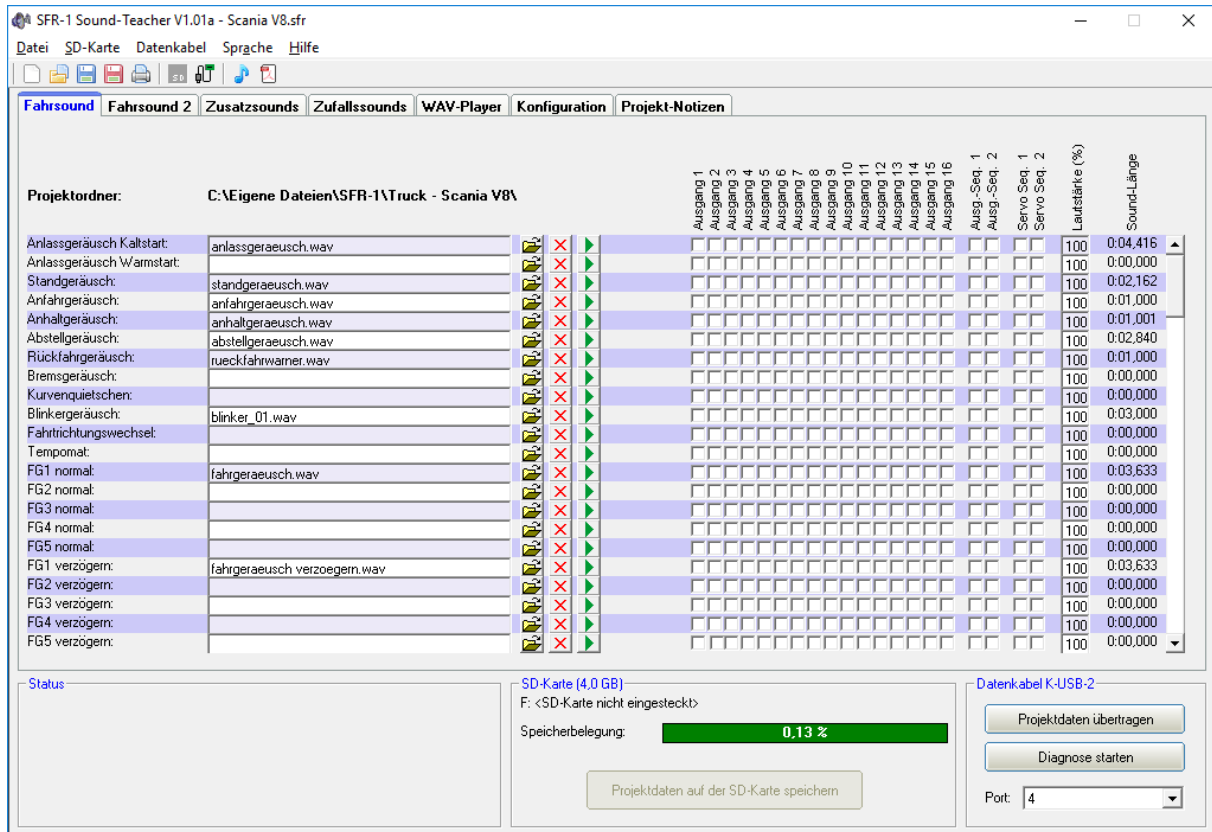 SFR-1 Sound-Teacher V1.01a - Scania V8.sfr
Datei SD-Karte Datenkabel Sprache Hilfe
SD
Fahrsound Fahrsound 2 Zusatzsounds Zufallssounds WAV-Player Konfiguration Projekt-Notizen
Projektordner: C:\Eigene Dateien\SFR-1\Truck - Scania V8\
Ausgang 1
Ausgang 2
Ausgang 3
Ausgang 4
Ausgang 5
Ausgang 6
Ausgang 7
Ausgang 8
Ausgang 9
Ausgang 10
Ausgang 11
Ausgang 12
Ausgang 13
Ausgang 14
Ausgang 15
Ausgang 16
Ausg.-Seq. 1
Ausg.-Seq. 2
Servo Seq. 1
Servo Seq. 2
Lautstärke (%)
Sound-Länge
Anlassgeräusch Kaltstart: anlassgeraeusch.wav 100 0:04,416
Anlassgeräusch Warmstart: 100 0:00,000
Standgeräusch: standgeraeusch.wav 100 0:02,162
Anfahrgeräusch: anfahrgeraeusch.wav 100 0:01,000
Anhaltgeräusch: anhaltgeraeusch.wav 100 0:01,001
Abstellgeräusch: abstellgeraeusch.wav 100 0:02,840
Rückfahrgeräusch: rueckfahrwarner.wav 100 0:01,000
Bremsgeräusch: 100 0:00,000
Kurvenquietschen: 100 0:00,000
Blinkergeräusch: blinker_01.wav 100 0:03,000
Fahrtrichtungswechsel: 100 0:00,000
Tempomat: 100 0:00,000
FG1 normal: fahrgeraeusch.wav 100 0:03,633
FG2 normal: 100 0:00,000
FG3 normal: 100 0:00,000
FG4 normal: 100 0:00,000
FG5 normal: 100 0:00,000
FG1 verzögern: fahrgeraeusch verzoegern.wav 100 0:03,633
FG2 verzögern: 100 0:00,000
FG3 verzögern: 100 0:00,000
FG4 verzögern: 100 0:00,000
FG5 verzögern: 100 0:00,000
Status
SD-Karte (4,0 GB)
F: <SD-Karte nicht eingesteckt>
Speicherbelegung: 0,13 %
Projektdaten auf der SD-Karte speichern
Datenkabel K-USB-2
Projektdaten übertragen
Diagnose starten
Port: 4